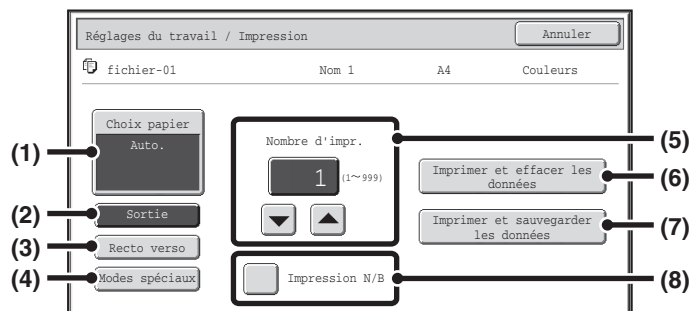 Réglages du travail / Impression
Annuler
fichier-01 Nom 1 A4 Couleurs
Choix papier
Auto.
(1)
Sortie
(2)
Recto verso
(3)
Modes spéciaux
(4)
Nombre d'impr.
1 (1~999)
(5)
Imprimer et effacer les
données
(6)
Imprimer et sauvegarder
les données
(7)
Impression N/B
(8)